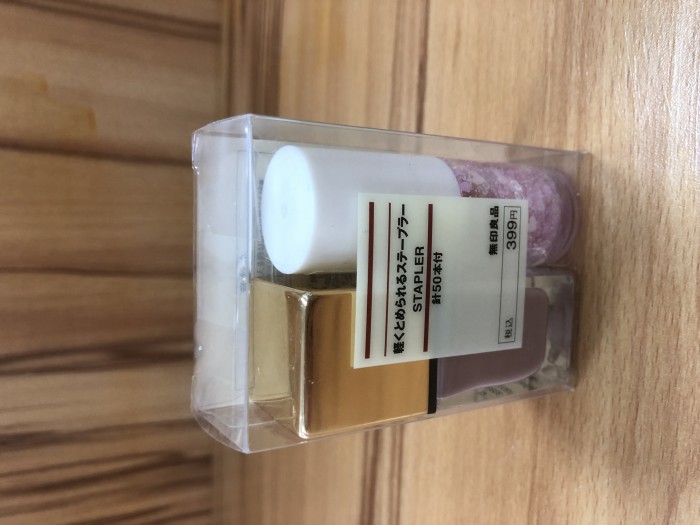 軽くとめられるステープラー
STAPLER
針50本付
無印良品
税込 399円